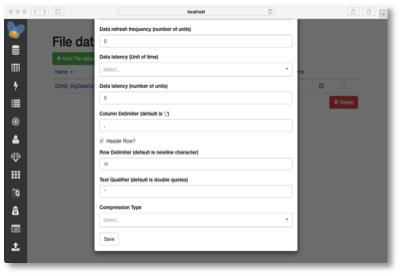 localhost
File data
Data refresh frequency (number of units)
0
Data latency (Unit of time)
Select...
+ New File data
Name
Data latency (number of units)
0
Column Delimiter (default is ',')
,
Header Row?
Delete
Row Delimiter (default is newline character)
Text Qualifier (default is double quotes)
"
Compression Type
Select...
Save